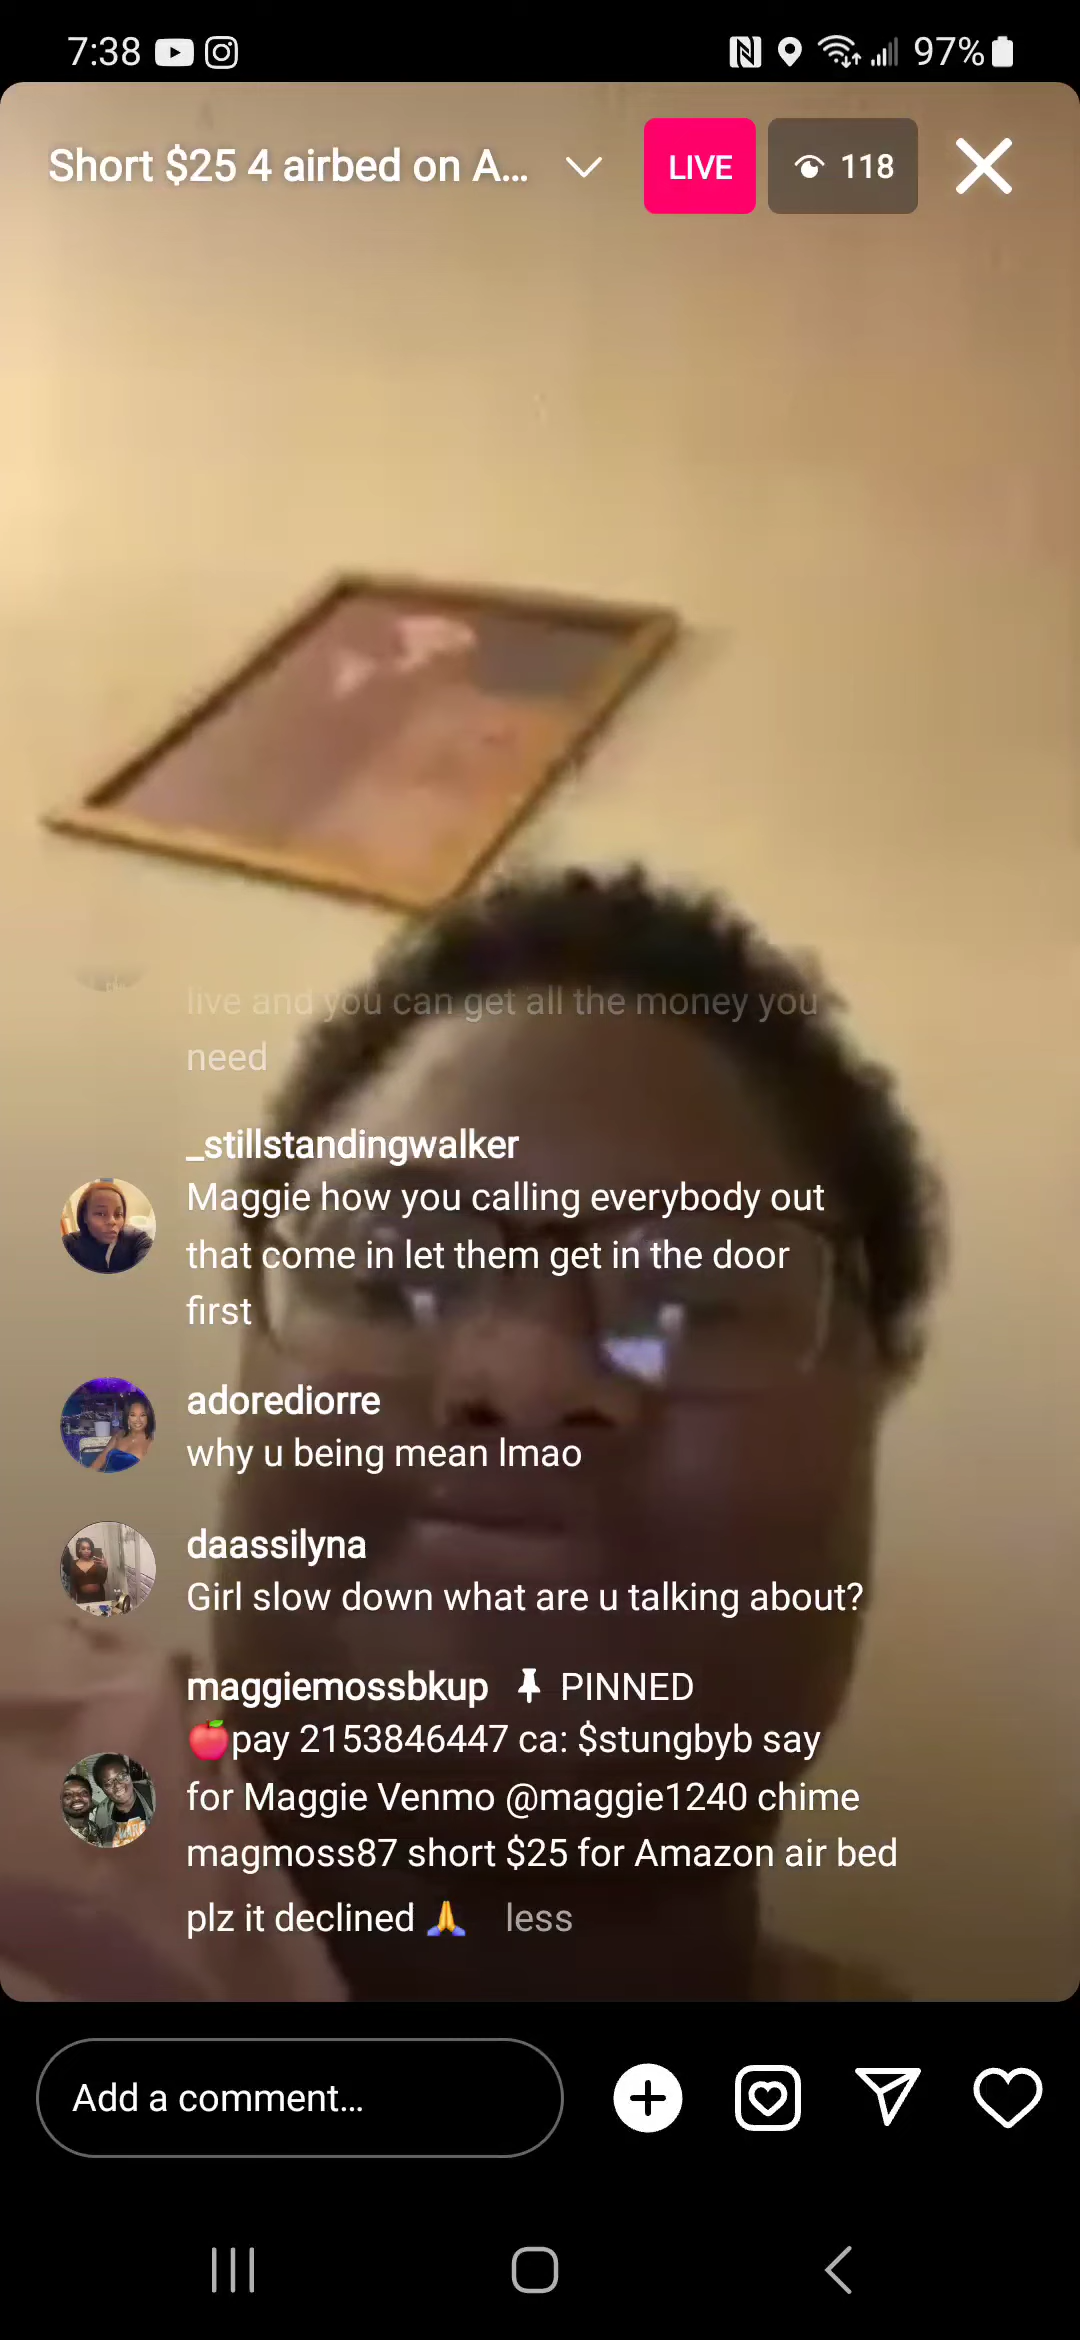 7:38 97%
Short $25 4 airbed on A... LIVE 118
live and you can get all the money you
need
_stillstandingwalker
Maggie how you calling everybody out
that come in let them get in the door
first
adorediorre
why u being mean lmao
daassilyna
Girl slow down what are u talking about?
maggiemossbkup PINNED
🍎pay 2153846447 ca: $stungbyb say
for Maggie Venmo @maggie1240 chime
magmoss87 short $25 for Amazon air bed
plz it declined 🙏 less
Add a comment...